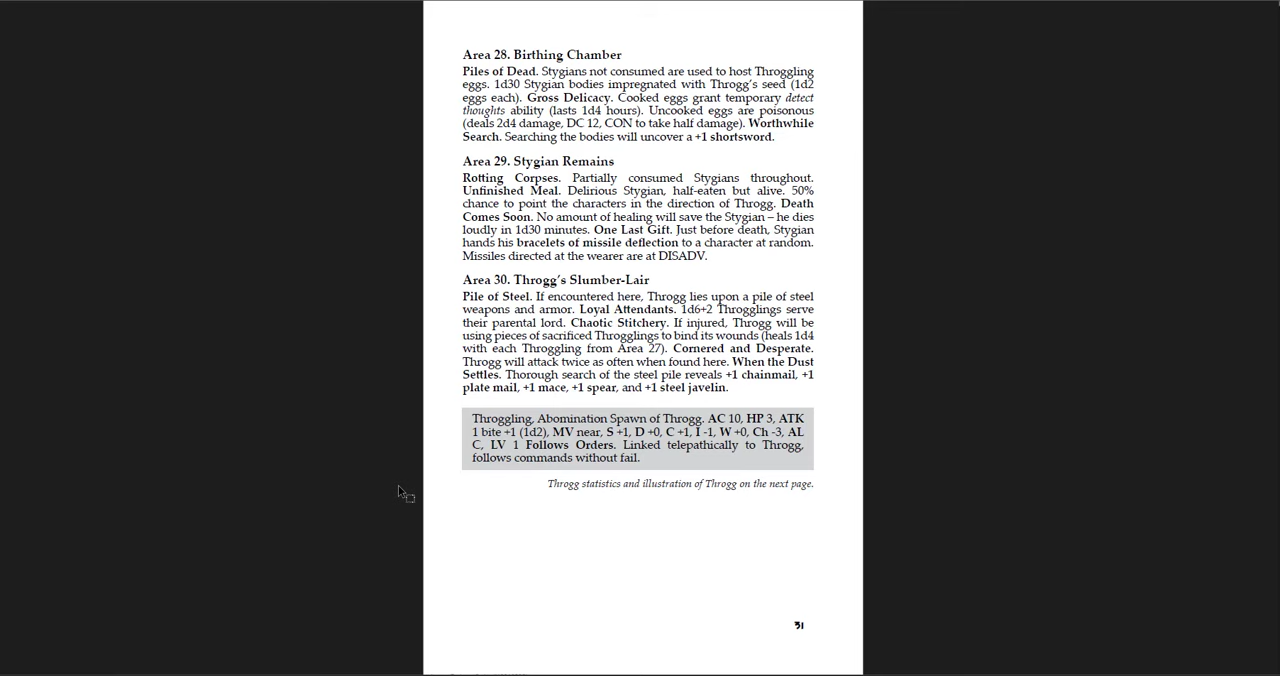 Area 28. Birthing Chamber
Piles of Dead. Stygians not consumed are used to host Throggling
eggs. 1d30 Stygian bodies impregnated with Throgg's seed (1d2
eggs each). Gross Delicacy. Cooked eggs grant temporary detect
thoughts ability (lasts 1d4 hours). Uncooked eggs are poisonous
(deals 2d4 damage, DC 12, CON to take half damage). Worthwhile
Search. Searching the bodies will uncover a +1 shortsword.
Area 29. Stygian Remains
Rotting Corpses. Partially consumed Stygians throughout.
Unfinished Meal. Delirious Stygian, half-eaten but alive. 50%
chance to point the characters in the direction of Throgg. Death
Comes Soon. No amount of healing will save the Stygian – he dies
loudly in 1d30 minutes. One Last Gift. Just before death, Stygian
hands his bracelets of missile deflection to a character at random.
Missiles directed at the wearer are at DISADV.
Area 30. Throgg's Slumber-Lair
Pile of Steel. If encountered here, Throgg lies upon a pile of steel
weapons and armor. Loyal Attendants. 1d6+2 Throgglings serve
their parental lord. Chaotic Stitchery. If injured, Throgg will be
using pieces of sacrificed Throgglings to bind its wounds (heals 1d4
with each Throggling from Area 27). Cornered and Desperate.
Throgg will attack twice as often when found here. When the Dust
Settles. Thorough search of the steel pile reveals +1 chainmail, +1
plate mail, +1 mace, +1 spear, and +1 steel javelin.
Throggling, Abomination Spawn of Throgg. AC 10, HP 3, ATK
1 bite +1 (1d2), MV near, S +1, D +0, C +1, I -1, W +0, Ch -3, AL
C, LV 1 Follows Orders. Linked telepathically to Throgg,
follows commands without fail.
Throgg statistics and illustration of Throgg on the next page.
31